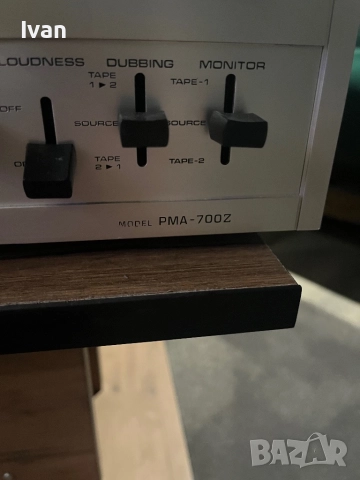 Ivan
LOUDNESS DUBBING MONITOR
TAPE
1 ▶ 2
TAPE-1
OFF
SOURCE
SOURCE
TAPE
2 ▶ 1
TAPE-2
MODEL PMA-700Z
BAZAR